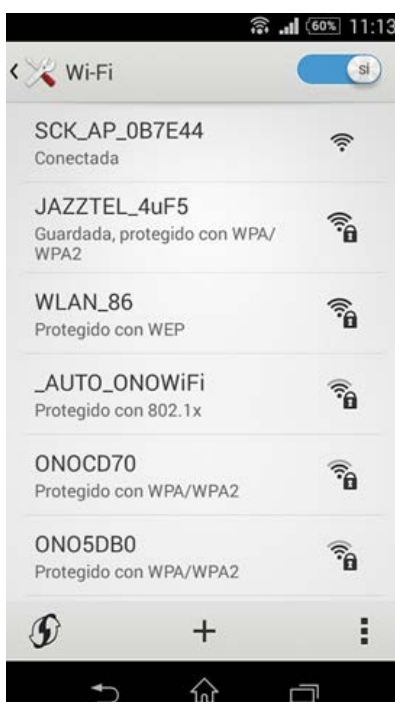 60% 11:13
Wi-Fi
sí
SCK_AP_0B7E44
Conectada
JAZZTEL_4uF5
Guardada, protegido con WPA/
WPA2
WLAN_86
Protegido con WEP
_AUTO_ONOWiFi
Protegido con 802.1x
ONOCD70
Protegido con WPA/WPA2
ONO5DB0
Protegido con WPA/WPA2